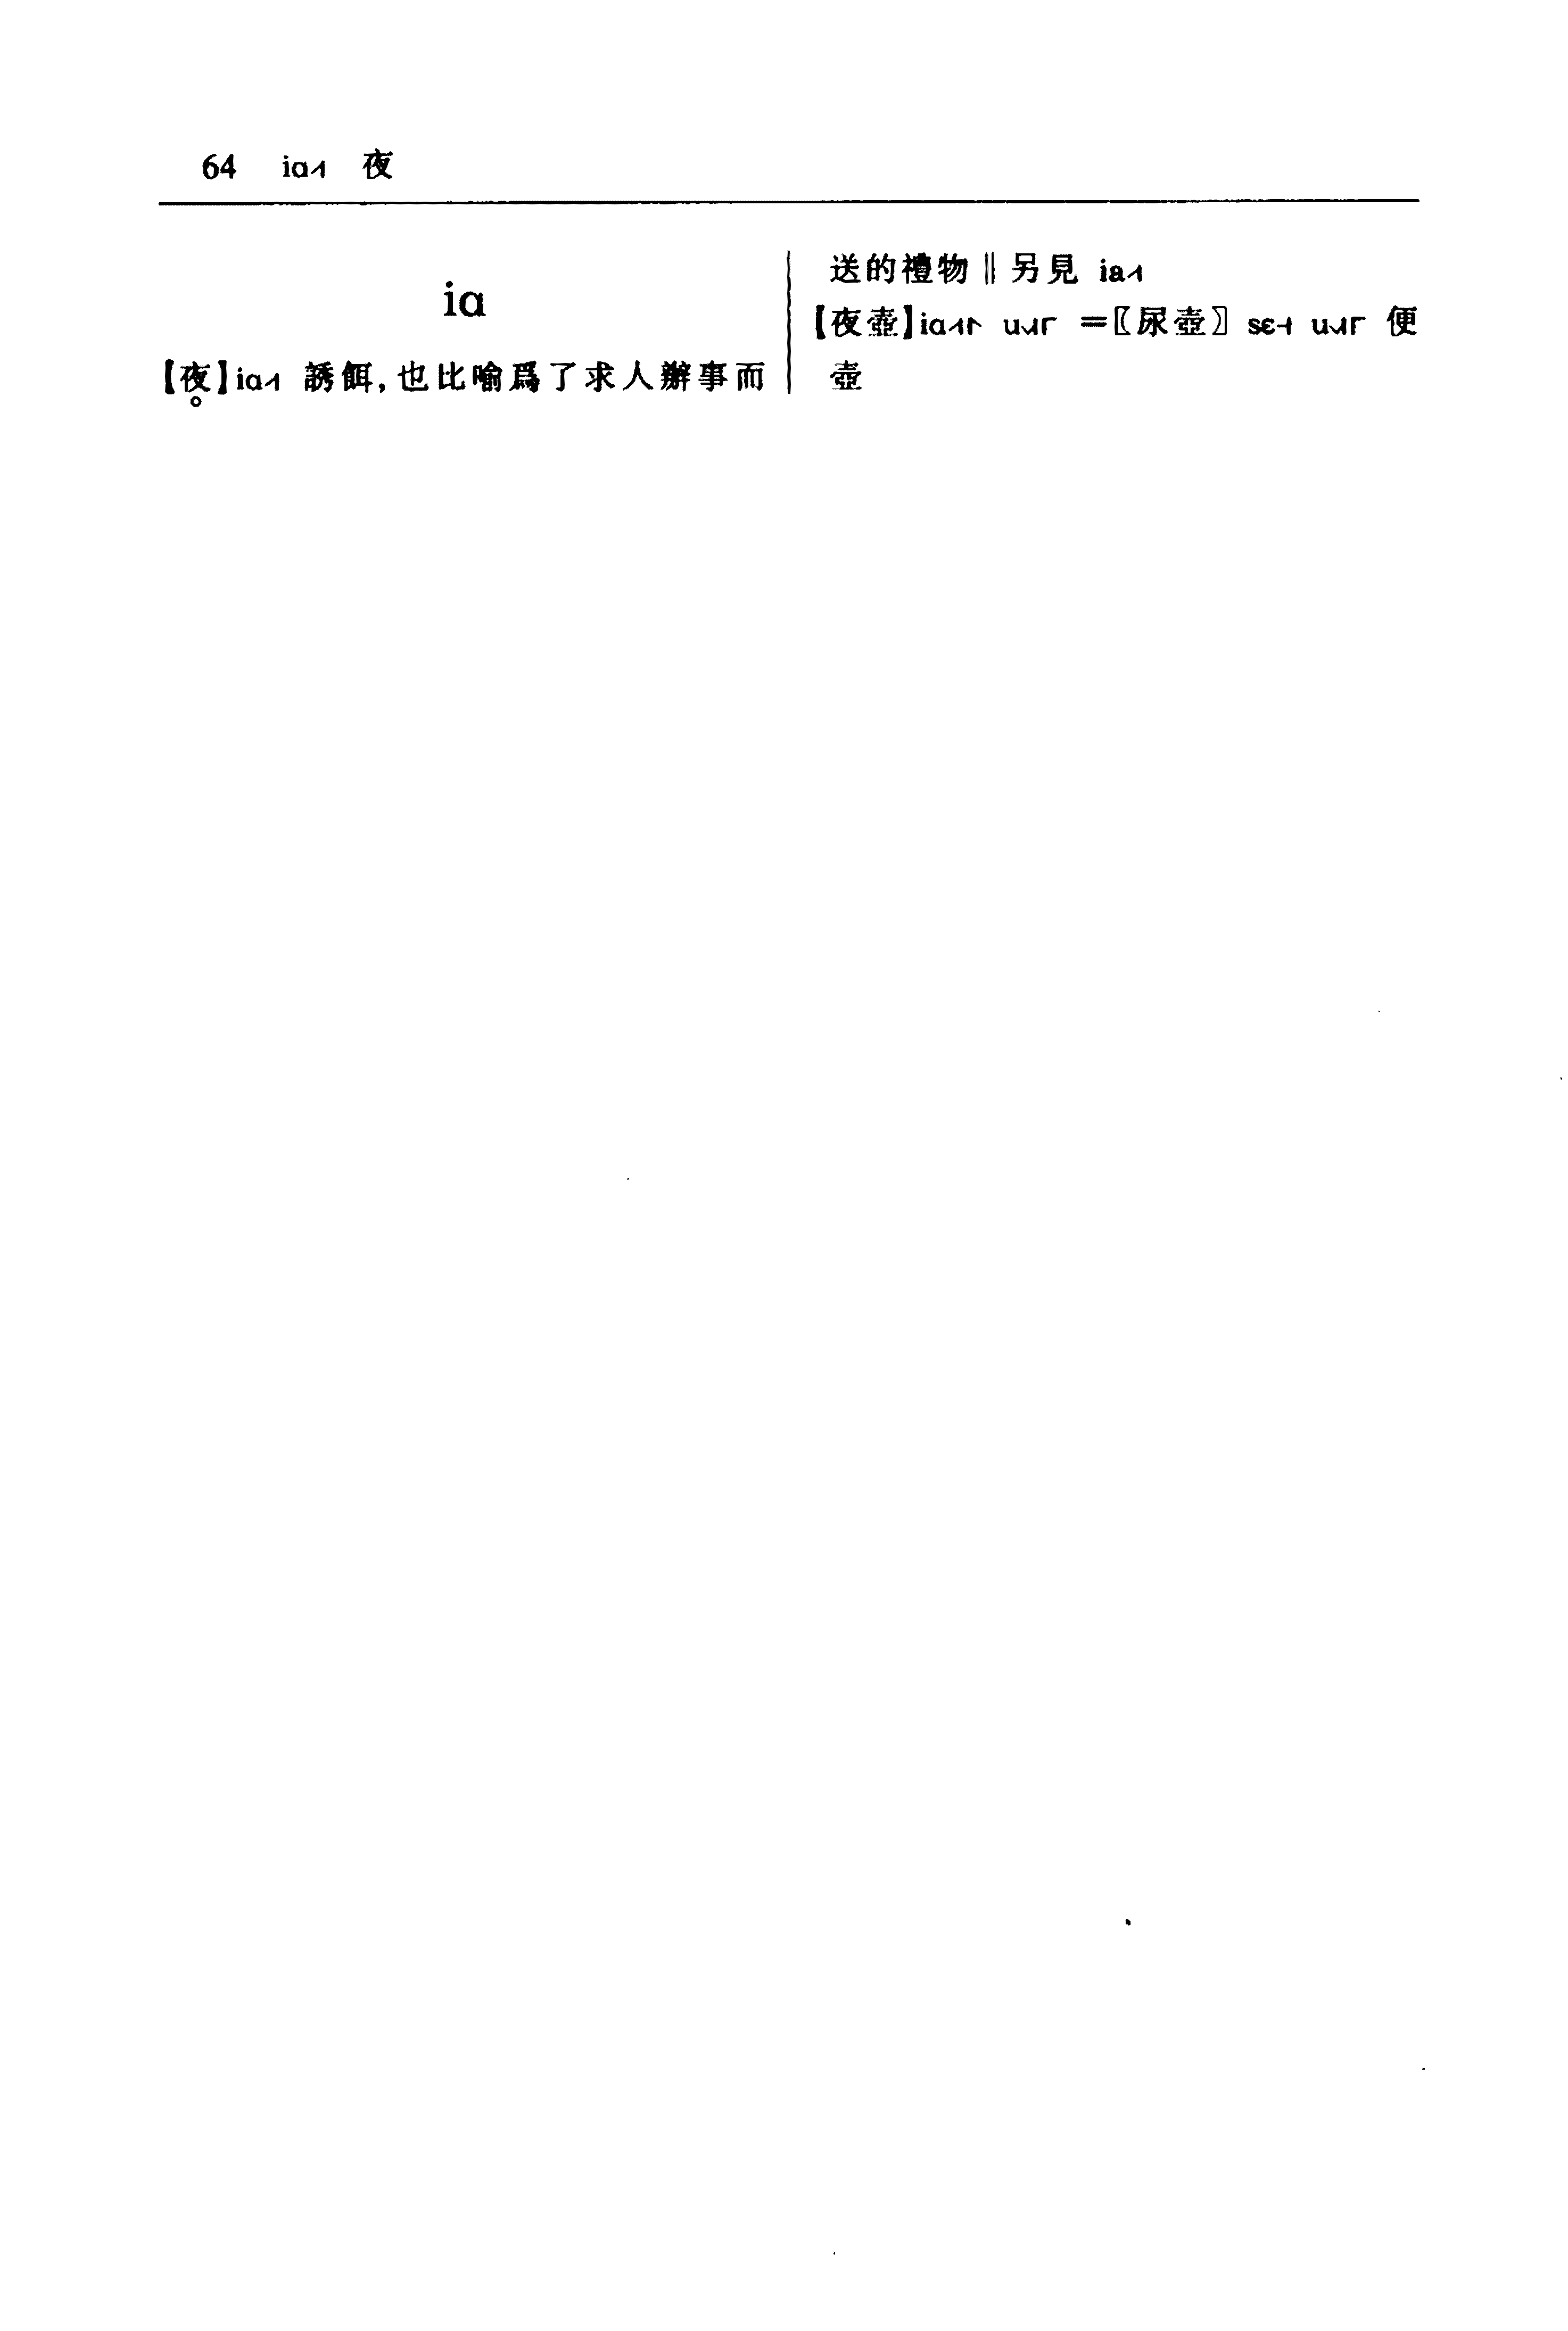 64 iɑ˨˦ 夜
iɑ
【夜】iɑ˨˦ 誘餌,也比喻爲了求人辦事而
送的禮物‖另見 ia˨˦
【夜壺】iɑ˨˦꜒꜔ u˨˩˧꜒ =〖尿壺〗 sɛ˧ u˨˩˧꜒ 便
壺